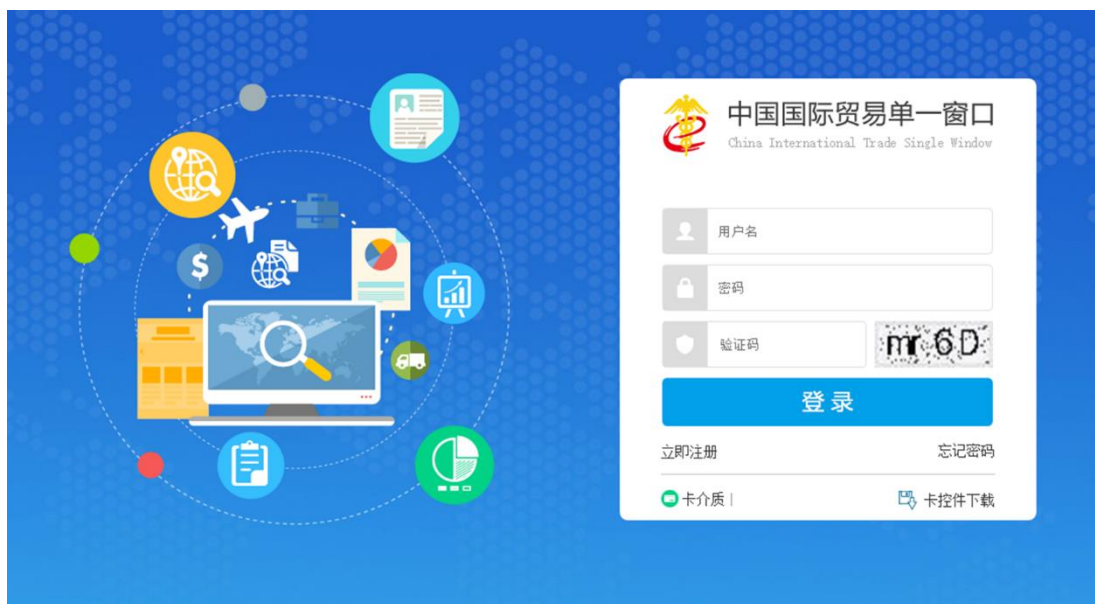 中国国际贸易单一窗口
China International Trade Single Window
用户名
密码
验证码
mr6D
登录
立即注册 忘记密码
卡介质 | 卡控件下载